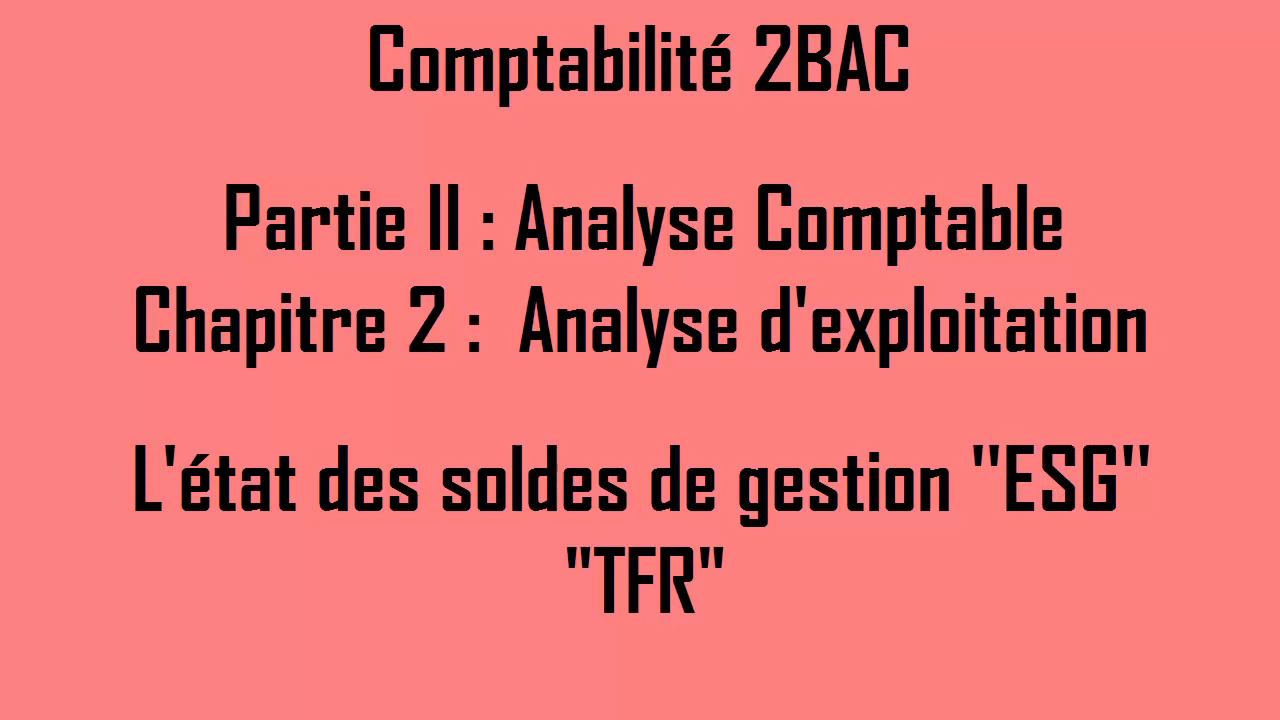 Comptabilité 2BAC
Partie II : Analyse Comptable
Chapitre 2 : Analyse d'exploitation
L'état des soldes de gestion "ESG"
"TFR"